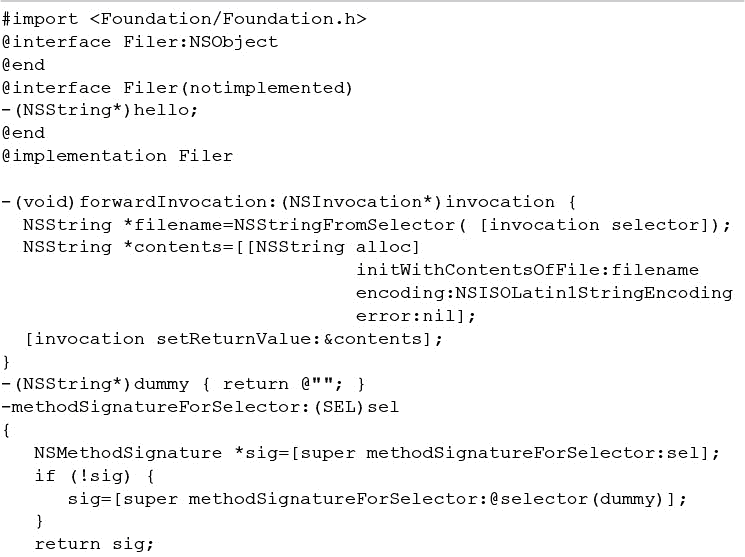 #import <Foundation/Foundation.h>
@interface Filer:NSObject
@end
@interface Filer(notimplemented)
-(NSString*)hello;
@end
@implementation Filer

-(void)forwardInvocation:(NSInvocation*)invocation {
  NSString *filename=NSStringFromSelector( [invocation selector]);
  NSString *contents=[[NSString alloc]
                                initWithContentsOfFile:filename
                                encoding:NSISOLatin1StringEncoding
                                error:nil];
  [invocation setReturnValue:&contents];
}
-(NSString*)dummy { return @""; }
-methodSignatureForSelector:(SEL)sel
{
   NSMethodSignature *sig=[super methodSignatureForSelector:sel];
   if (!sig) {
      sig=[super methodSignatureForSelector:@selector(dummy)];
   }
   return sig;